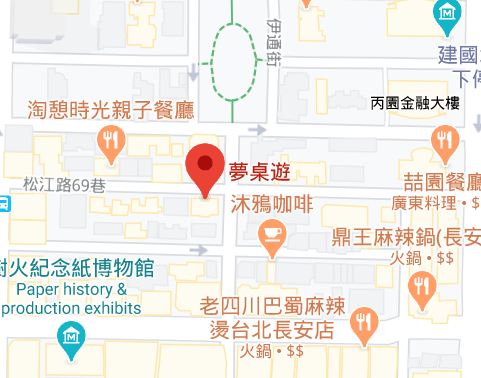 伊通街
建國
下停
丙園金融大樓
淘憩時光親子餐廳
夢桌遊
松江路69巷
喆園餐廳
廣東料理 • $$
沐鴉咖啡
鼎王麻辣鍋(長安
火鍋 • $$
樹火紀念紙博物館
Paper history &
production exhibits
老四川巴蜀麻辣
燙台北長安店
火鍋 • $$